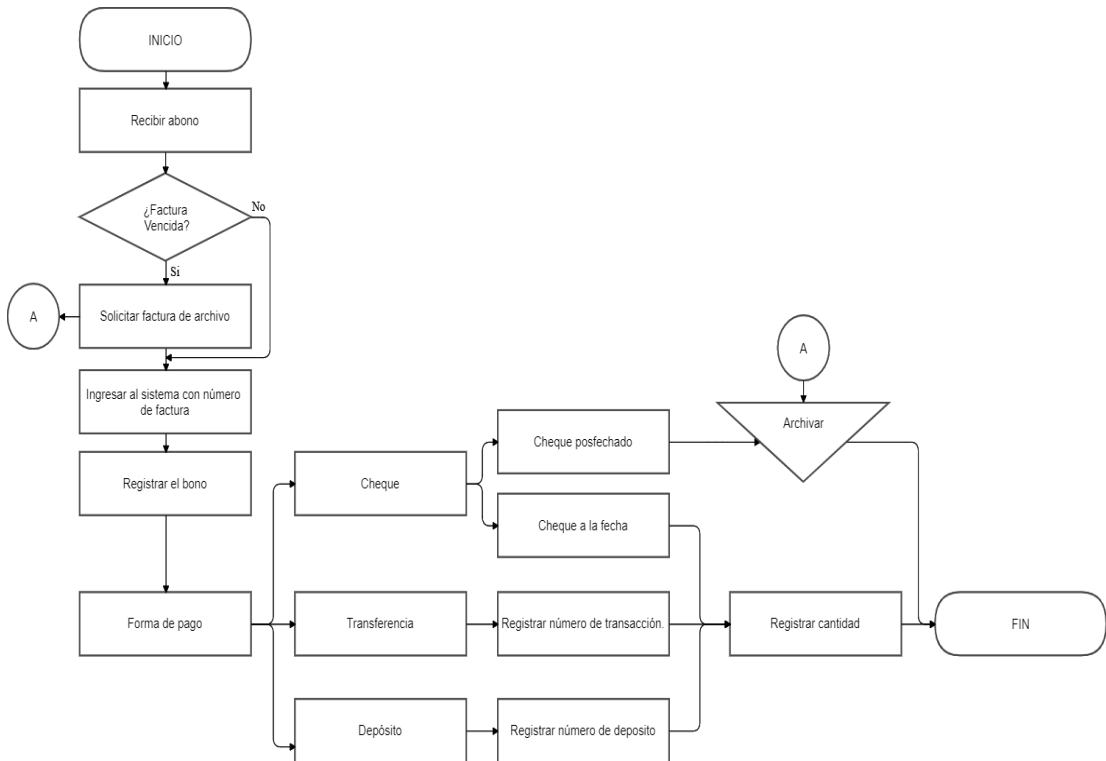 INICIO
Recibir abono
¿Factura
Vencida?
No
Si
A
Solicitar factura de archivo
Ingresar al sistema con número
de factura
Registrar el bono
Forma de pago
Cheque
Transferencia
Depósito
Cheque posfechado
Cheque a la fecha
Registrar número de transacción.
Registrar número de deposito
A
Archivar
Registrar cantidad
FIN